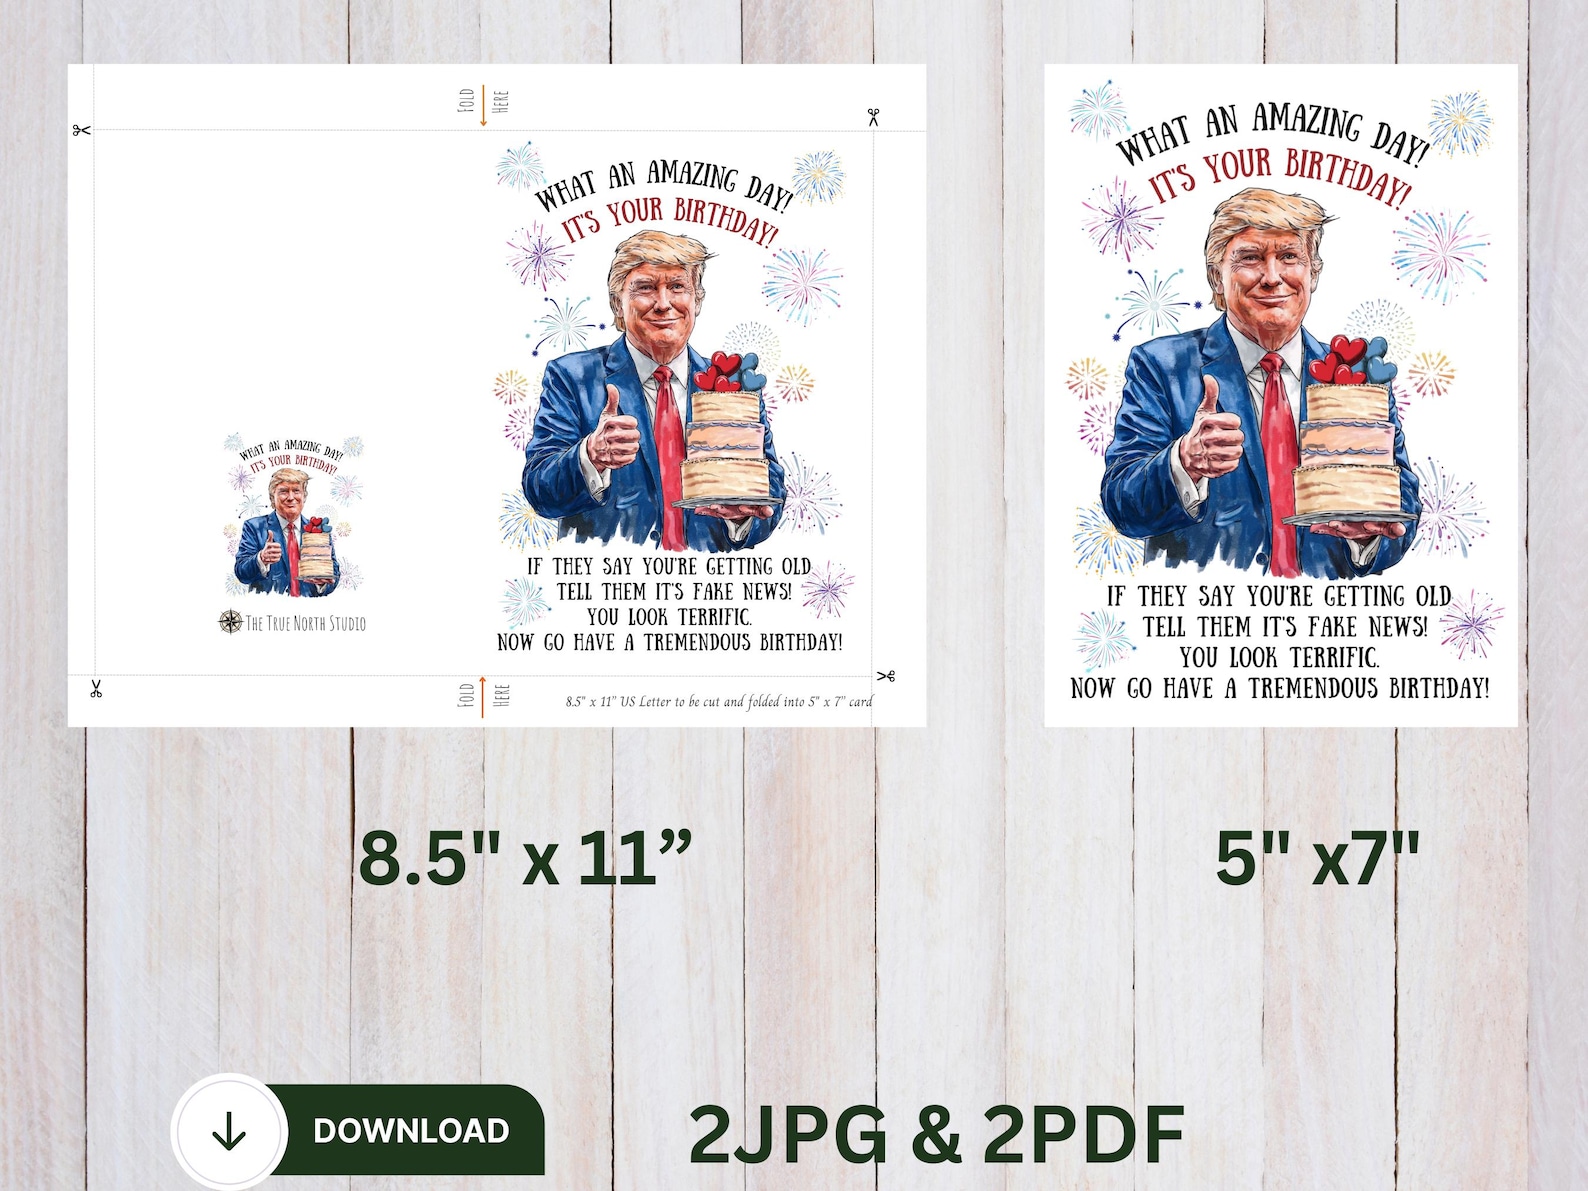 FOLD HERE
WHAT AN AMAZING DAY!
IT'S YOUR BIRTHDAY!
IF THEY SAY YOU'RE GETTING OLD
TELL THEM IT'S FAKE NEWS!
YOU LOOK TERRIFIC.
NOW GO HAVE A TREMENDOUS BIRTHDAY!
WHAT AN AMAZING DAY!
IT'S YOUR BIRTHDAY!
THE TRUE NORTH STUDIO
FOLD HERE
8.5" x 11" US Letter to be cut and folded into 5" x 7" card
WHAT AN AMAZING DAY!
IT'S YOUR BIRTHDAY!
IF THEY SAY YOU'RE GETTING OLD
TELL THEM IT'S FAKE NEWS!
YOU LOOK TERRIFIC.
NOW GO HAVE A TREMENDOUS BIRTHDAY!
8.5" x 11”
5" x7"
DOWNLOAD
2JPG & 2PDF